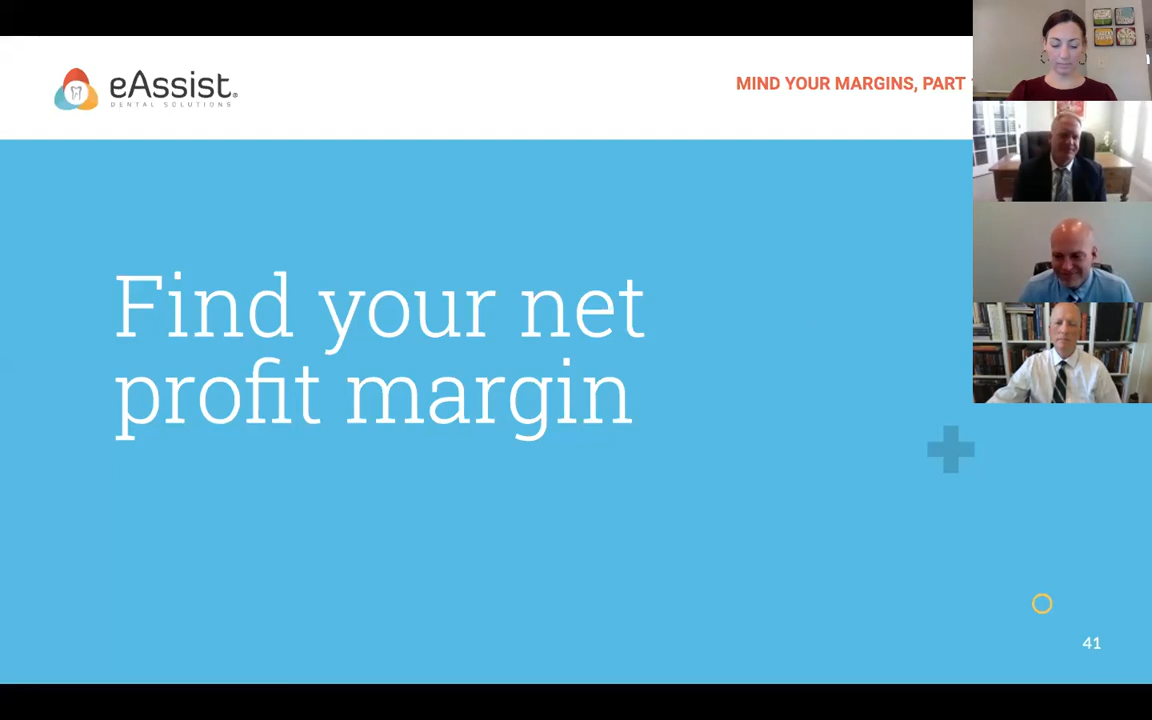 eAssist®
DENTAL SOLUTIONS
MIND YOUR MARGINS, PART
Find your net
profit margin
41